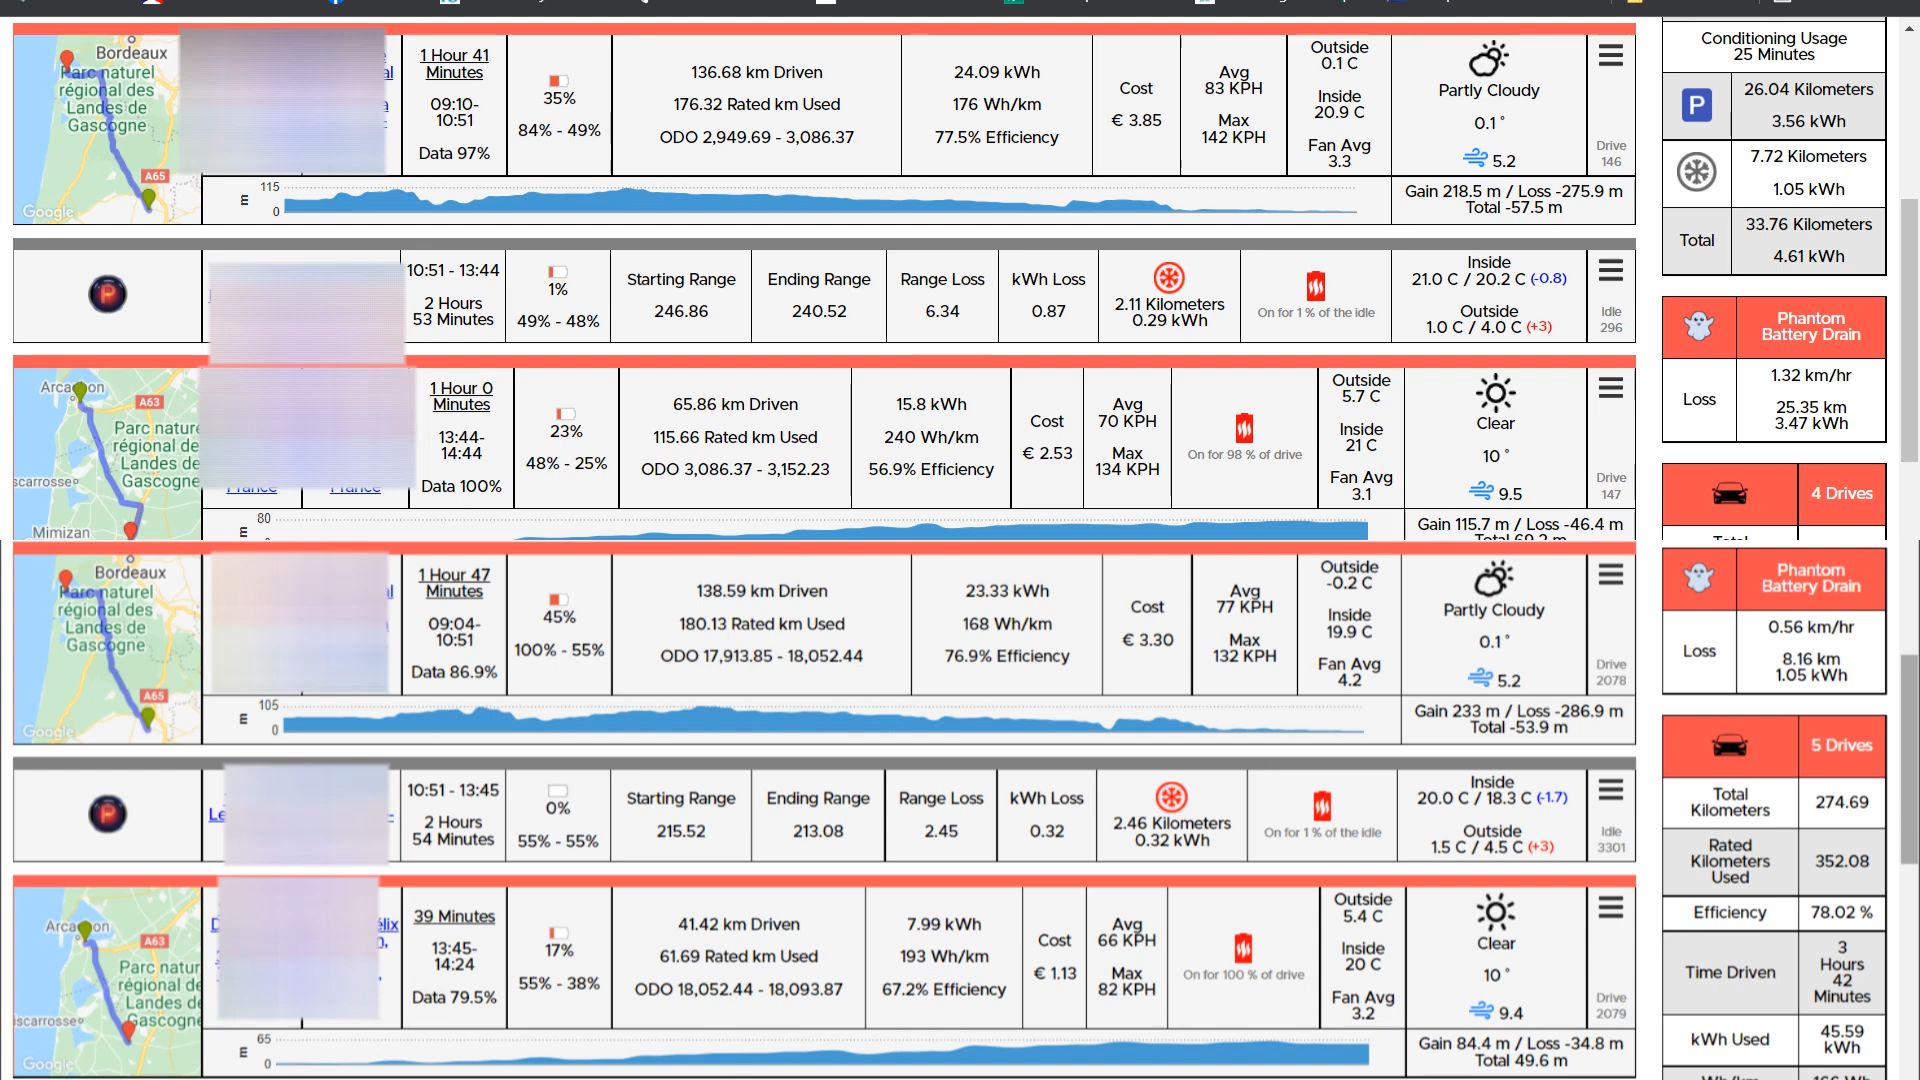 Bordeaux
Parc naturel
régional des
Landes de
Gascogne
A65
Google
1 Hour 41
Minutes
09:10-
10:51
Data 97%
35%
84% - 49%
136.68 km Driven
176.32 Rated km Used
ODO 2,949.69 - 3,086.37
24.09 kWh
176 Wh/km
77.5% Efficiency
Cost
€ 3.85
Avg
83 KPH
Max
142 KPH
Outside
0.1 C
Inside
20.9 C
Fan Avg
3.3
Partly Cloudy
0.1 °
5.2
Drive
146
m
115
0
Gain 218.5 m / Loss -275.9 m
Total -57.5 m
P
10:51 - 13:44
2 Hours
53 Minutes
1%
49% - 48%
Starting Range
246.86
Ending Range
240.52
Range Loss
6.34
kWh Loss
0.87
2.11 Kilometers
0.29 kWh
On for 1 % of the idle
Inside
21.0 C / 20.2 C (-0.8)
Outside
1.0 C / 4.0 C (+3)
Idle
296
A63
Parc nature
régional de
Landes de
Gascogne
scarrosse
Mimizan
France
France
1 Hour 0
Minutes
13:44-
14:44
Data 100%
23%
48% - 25%
65.86 km Driven
115.66 Rated km Used
ODO 3,086.37 - 3,152.23
15.8 kWh
240 Wh/km
56.9% Efficiency
Cost
€ 2.53
Avg
70 KPH
Max
134 KPH
On for 98 % of drive
Outside
5.7 C
Inside
21 C
Fan Avg
3.1
Clear
10 °
9.5
Drive
147
m
80
Gain 115.7 m / Loss -46.4 m
Total 69.2 m
Bordeaux
Parc naturel
régional des
Landes de
Gascogne
A65
Google
1 Hour 47
Minutes
09:04-
10:51
Data 86.9%
45%
100% - 55%
138.59 km Driven
180.13 Rated km Used
ODO 17,913.85 - 18,052.44
23.33 kWh
168 Wh/km
76.9% Efficiency
Cost
€ 3.30
Avg
77 KPH
Max
132 KPH
Outside
-0.2 C
Inside
19.9 C
Fan Avg
4.2
Partly Cloudy
0.1 °
5.2
Drive
2078
m
105
0
Gain 233 m / Loss -286.9 m
Total -53.9 m
P
Le
10:51 - 13:45
2 Hours
54 Minutes
0%
55% - 55%
Starting Range
215.52
Ending Range
213.08
Range Loss
2.45
kWh Loss
0.32
2.46 Kilometers
0.32 kWh
On for 1 % of the idle
Inside
20.0 C / 18.3 C (-1.7)
Outside
1.5 C / 4.5 C (+3)
Idle
3301
A63
Parc natur
régional de
Landes de
Gascogne
iscarrosse
Google
39 Minutes
13:45-
14:24
Data 79.5%
17%
55% - 38%
41.42 km Driven
61.69 Rated km Used
ODO 18,052.44 - 18,093.87
7.99 kWh
193 Wh/km
67.2% Efficiency
Cost
€ 1.13
Avg
66 KPH
Max
82 KPH
On for 100 % of drive
Outside
5.4 C
Inside
20 C
Fan Avg
3.2
Clear
10 °
9.4
Drive
2079
m
65
0
Gain 84.4 m / Loss -34.8 m
Total 49.6 m
Conditioning Usage
25 Minutes
P
26.04 Kilometers
3.56 kWh
7.72 Kilometers
1.05 kWh
Total
33.76 Kilometers
4.61 kWh
Phantom
Battery Drain
Loss
1.32 km/hr
25.35 km
3.47 kWh
4 Drives
Total
Phantom
Battery Drain
Loss
0.56 km/hr
8.16 km
1.05 kWh
5 Drives
Total
Kilometers
274.69
Rated
Kilometers
Used
352.08
Efficiency
78.02 %
Time Driven
3
Hours
42
Minutes
kWh Used
45.59
kWh